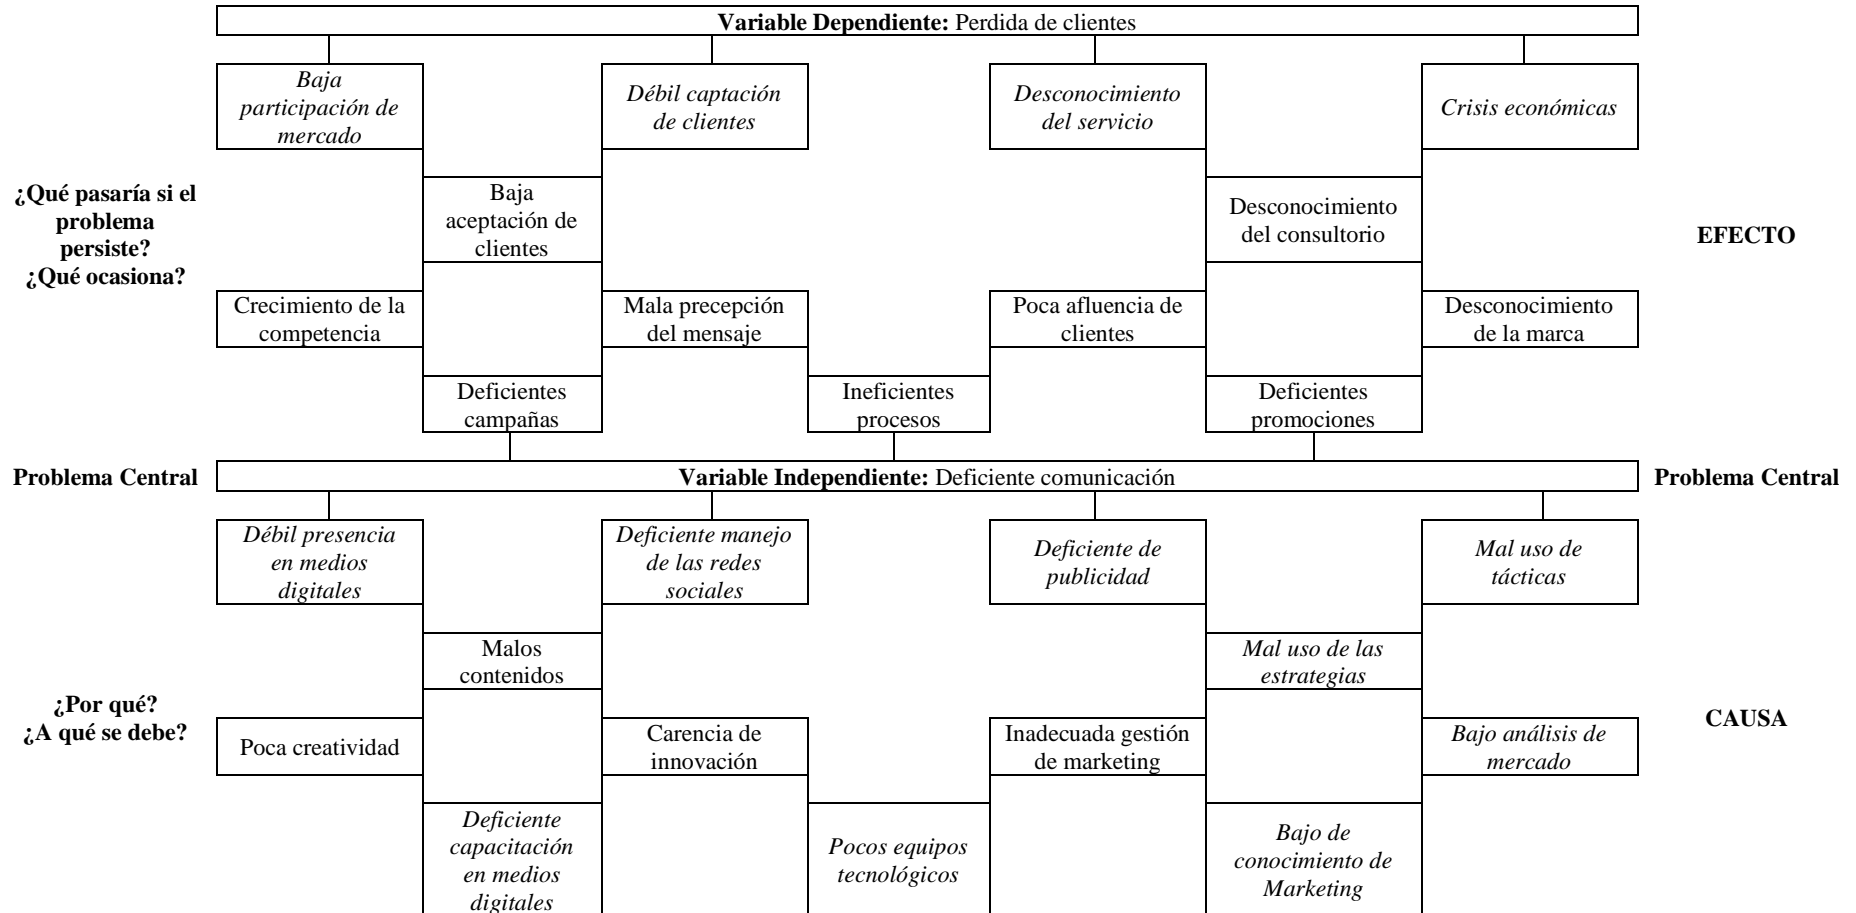 Variable Dependiente: Perdida de clientes
Baja
participación de
mercado
Débil captación
de clientes
Desconocimiento
del servicio
Crisis económicas
¿Qué pasaría si el
problema
persiste?
¿Qué ocasiona?
Baja
aceptación de
clientes
Desconocimiento
del consultorio
EFECTO
Crecimiento de la
competencia
Mala precepción
del mensaje
Poca afluencia de
clientes
Desconocimiento
de la marca
Deficientes
campañas
Ineficientes
procesos
Deficientes
promociones
Problema Central
Variable Independiente: Deficiente comunicación
Problema Central
Débil presencia
en medios
digitales
Deficiente manejo
de las redes
sociales
Deficiente de
publicidad
Mal uso de
tácticas
Malos
contenidos
Mal uso de las
estrategias
¿Por qué?
¿A qué se debe?
Poca creatividad
Carencia de
innovación
Inadecuada gestión
de marketing
Bajo análisis de
mercado
CAUSA
Deficiente
capacitación
en medios
digitales
Pocos equipos
tecnológicos
Bajo de
conocimiento de
Marketing